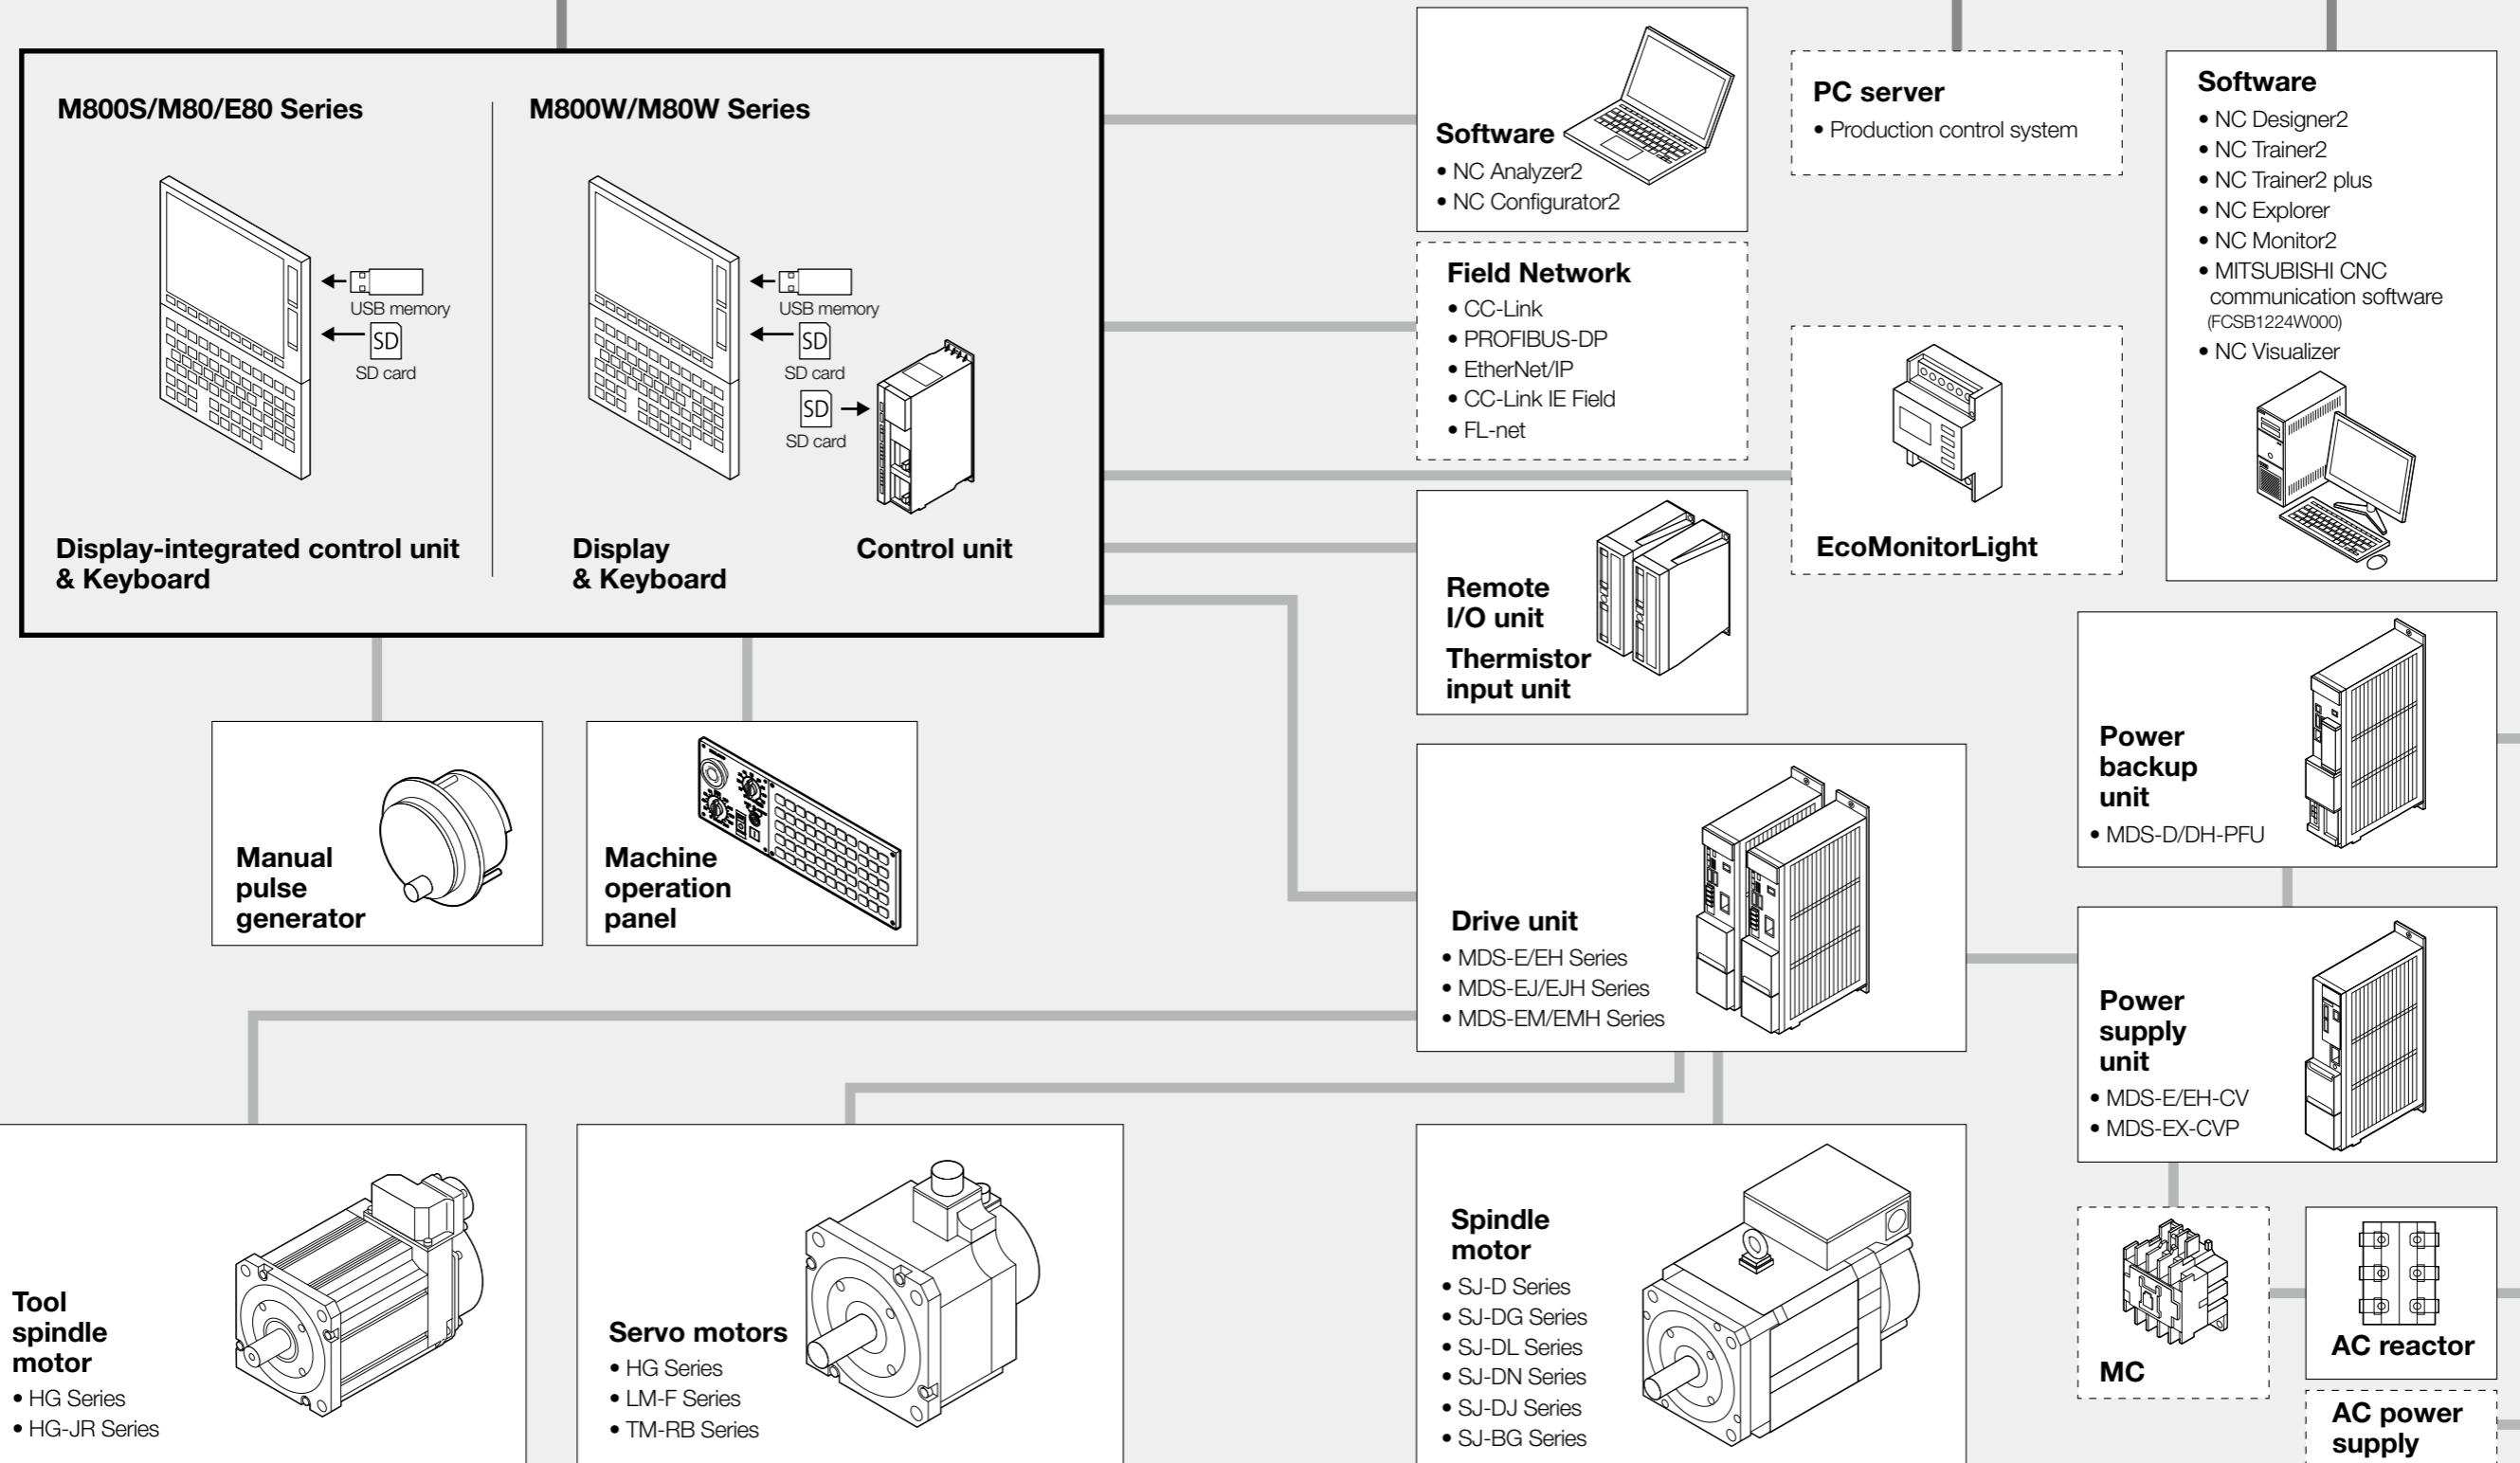 M800S/M80/E80 Series
USB memory
SD
SD card
Display-integrated control unit
& Keyboard
M800W/M80W Series
USB memory
SD
SD card
SD
SD card
Display
& Keyboard
Control unit
Software
• NC Analyzer2
• NC Configurator2
PC server
• Production control system
Software
• NC Designer2
• NC Trainer2
• NC Trainer2 plus
• NC Explorer
• NC Monitor2
• MITSUBISHI CNC
communication software
(FCSB1224W000)
• NC Visualizer
Field Network
• CC-Link
• PROFIBUS-DP
• EtherNet/IP
• CC-Link IE Field
• FL-net
EcoMonitorLight
Remote
I/O unit
Thermistor
input unit
Manual
pulse
generator
Machine
operation
panel
Drive unit
• MDS-E/EH Series
• MDS-EJ/EJH Series
• MDS-EM/EMH Series
Power
backup
unit
• MDS-D/DH-PFU
Power
supply
unit
• MDS-E/EH-CV
• MDS-EX-CVP
Tool
spindle
motor
• HG Series
• HG-JR Series
Servo motors
• HG Series
• LM-F Series
• TM-RB Series
Spindle
motor
• SJ-D Series
• SJ-DG Series
• SJ-DL Series
• SJ-DN Series
• SJ-DJ Series
• SJ-BG Series
MC
AC reactor
AC power
supply